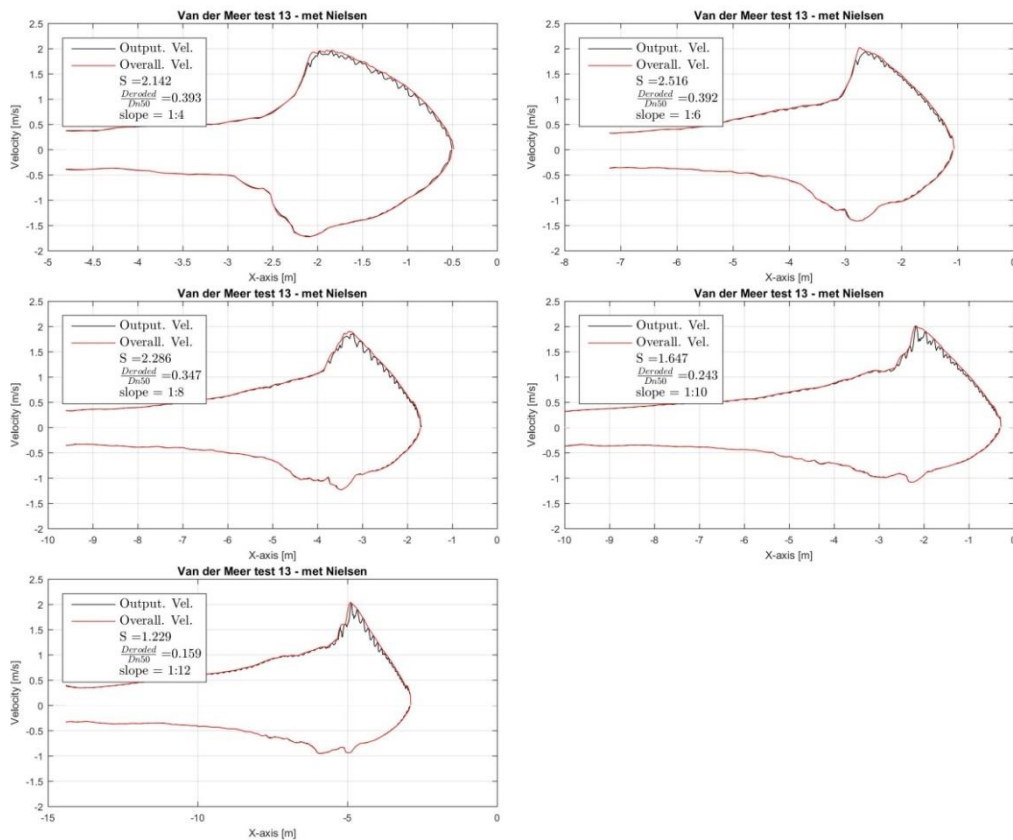 Van der Meer test 13 - met Nielsen
Output. Vel.
Overall. Vel.
S =2.142
Deroded/Dn50 =0.393
slope = 1:4
Velocity [m/s]
2.5
2
1.5
1
0.5
0
-0.5
-1
-1.5
-2
-5 -4.5 -4 -3.5 -3 -2.5 -2 -1.5 -1 -0.5 0
X-axis [m]
Van der Meer test 13 - met Nielsen
Output. Vel.
Overall. Vel.
S =2.516
Deroded/Dn50 =0.392
slope = 1:6
Velocity [m/s]
2.5
2
1.5
1
0.5
0
-0.5
-1
-1.5
-2
-8 -7 -6 -5 -4 -3 -2 -1 0
X-axis [m]
Van der Meer test 13 - met Nielsen
Output. Vel.
Overall. Vel.
S =2.286
Deroded/Dn50 =0.347
slope = 1:8
Velocity [m/s]
2.5
2
1.5
1
0.5
0
-0.5
-1
-1.5
-2
-10 -9 -8 -7 -6 -5 -4 -3 -2 -1 0
X-axis [m]
Van der Meer test 13 - met Nielsen
Output. Vel.
Overall. Vel.
S =1.647
Deroded/Dn50 =0.243
slope = 1:10
Velocity [m/s]
2.5
2
1.5
1
0.5
0
-0.5
-1
-1.5
-2
-10 -9 -8 -7 -6 -5 -4 -3 -2 -1 0
X-axis [m]
Van der Meer test 13 - met Nielsen
Output. Vel.
Overall. Vel.
S =1.229
Deroded/Dn50 =0.159
slope = 1:12
Velocity [m/s]
2.5
2
1.5
1
0.5
0
-0.5
-1
-1.5
-2
-15 -10 -5 0
X-axis [m]